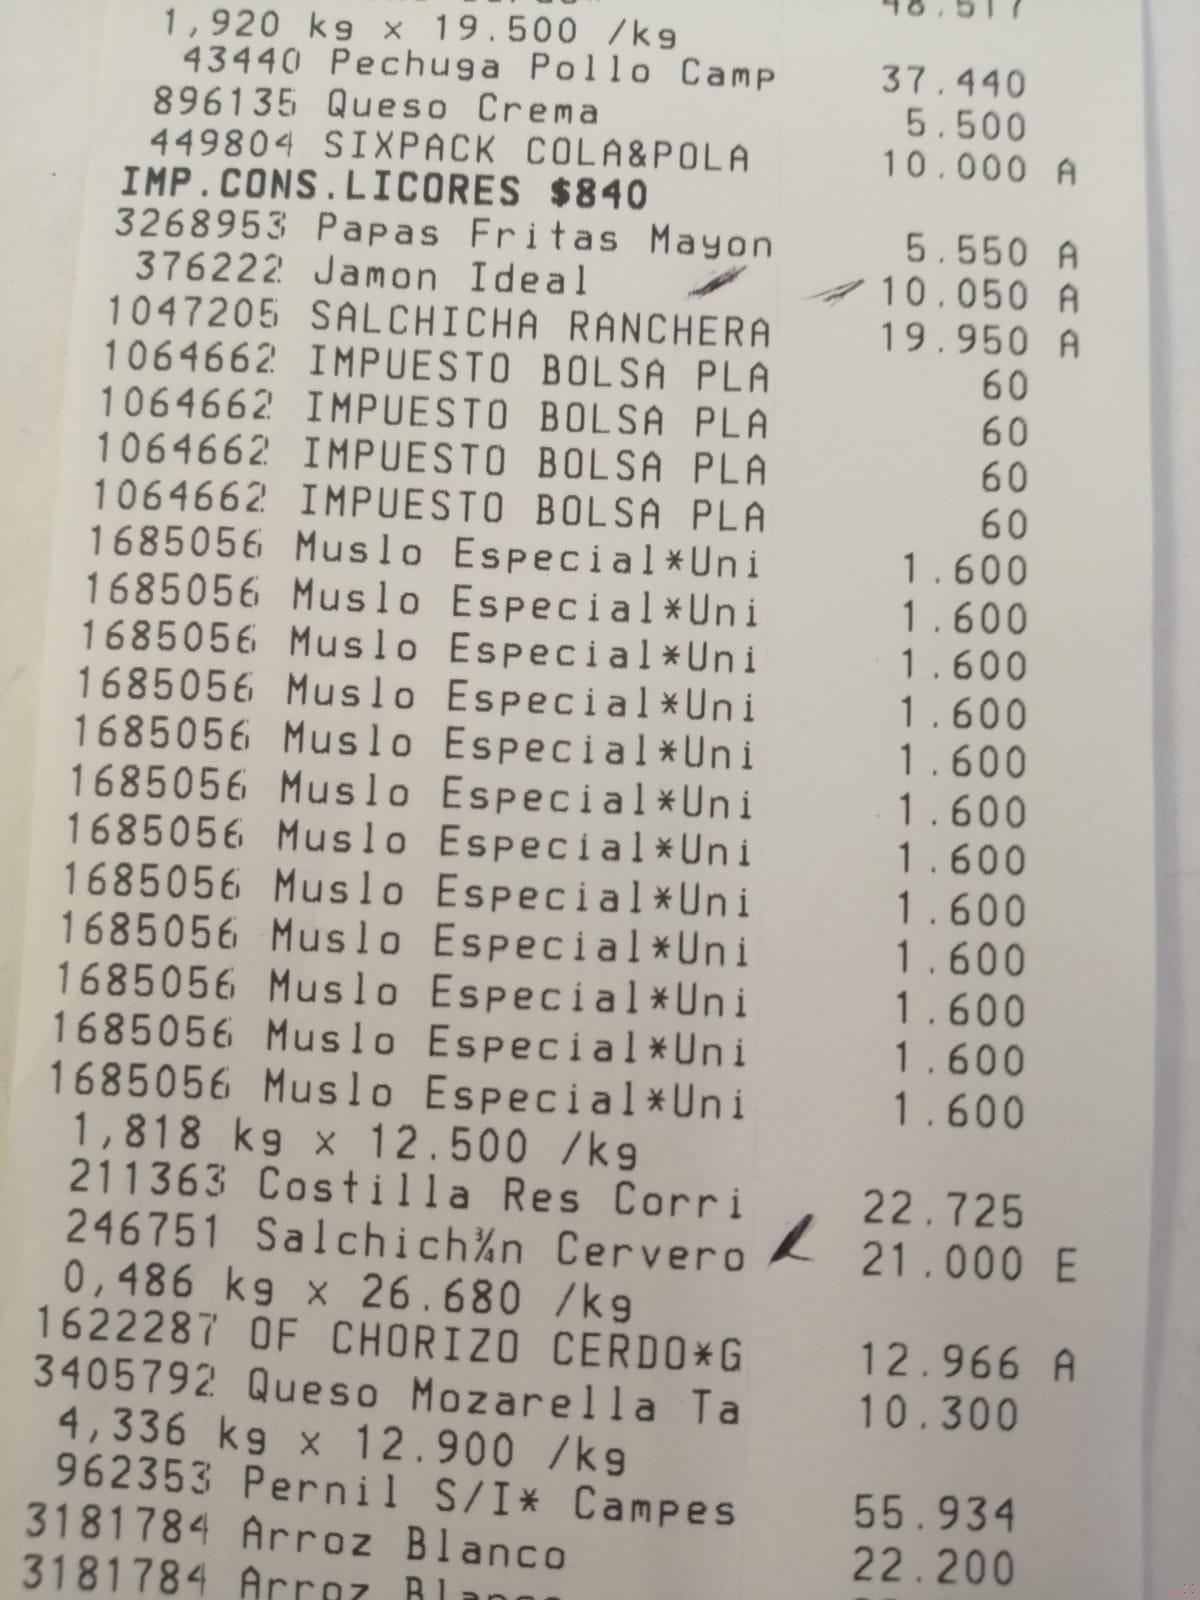 48.517
1,920 kg x 19.500 /kg
43440 Pechuga Pollo Camp 37.440
896135 Queso Crema 5.500
449804 SIXPACK COLA&POLA 10.000 A
IMP.CONS.LICORES $840
3268953 Papas Fritas Mayon 5.550 A
376222 Jamon Ideal 10.050 A
1047205 SALCHICHA RANCHERA 19.950 A
1064662 IMPUESTO BOLSA PLA 60
1064662 IMPUESTO BOLSA PLA 60
1064662 IMPUESTO BOLSA PLA 60
1064662 IMPUESTO BOLSA PLA 60
1685056 Muslo Especial*Uni 1.600
1685056 Muslo Especial*Uni 1.600
1685056 Muslo Especial*Uni 1.600
1685056 Muslo Especial*Uni 1.600
1685056 Muslo Especial*Uni 1.600
1685056 Muslo Especial*Uni 1.600
1685056 Muslo Especial*Uni 1.600
1685056 Muslo Especial*Uni 1.600
1685056 Muslo Especial*Uni 1.600
1685056 Muslo Especial*Uni 1.600
1685056 Muslo Especial*Uni 1.600
1685056 Muslo Especial*Uni 1.600
1,818 kg x 12.500 /kg
211363 Costilla Res Corri 22.725
246751 Salchich¾n Cervero 21.000 E
0,486 kg x 26.680 /kg
1622287 OF CHORIZO CERDO*G 12.966 A
3405792 Queso Mozarella Ta 10.300
4,336 kg x 12.900 /kg
962353 Pernil S/I* Campes 55.934
3181784 Arroz Blanco 22.200
3181784 Arroz Blanco